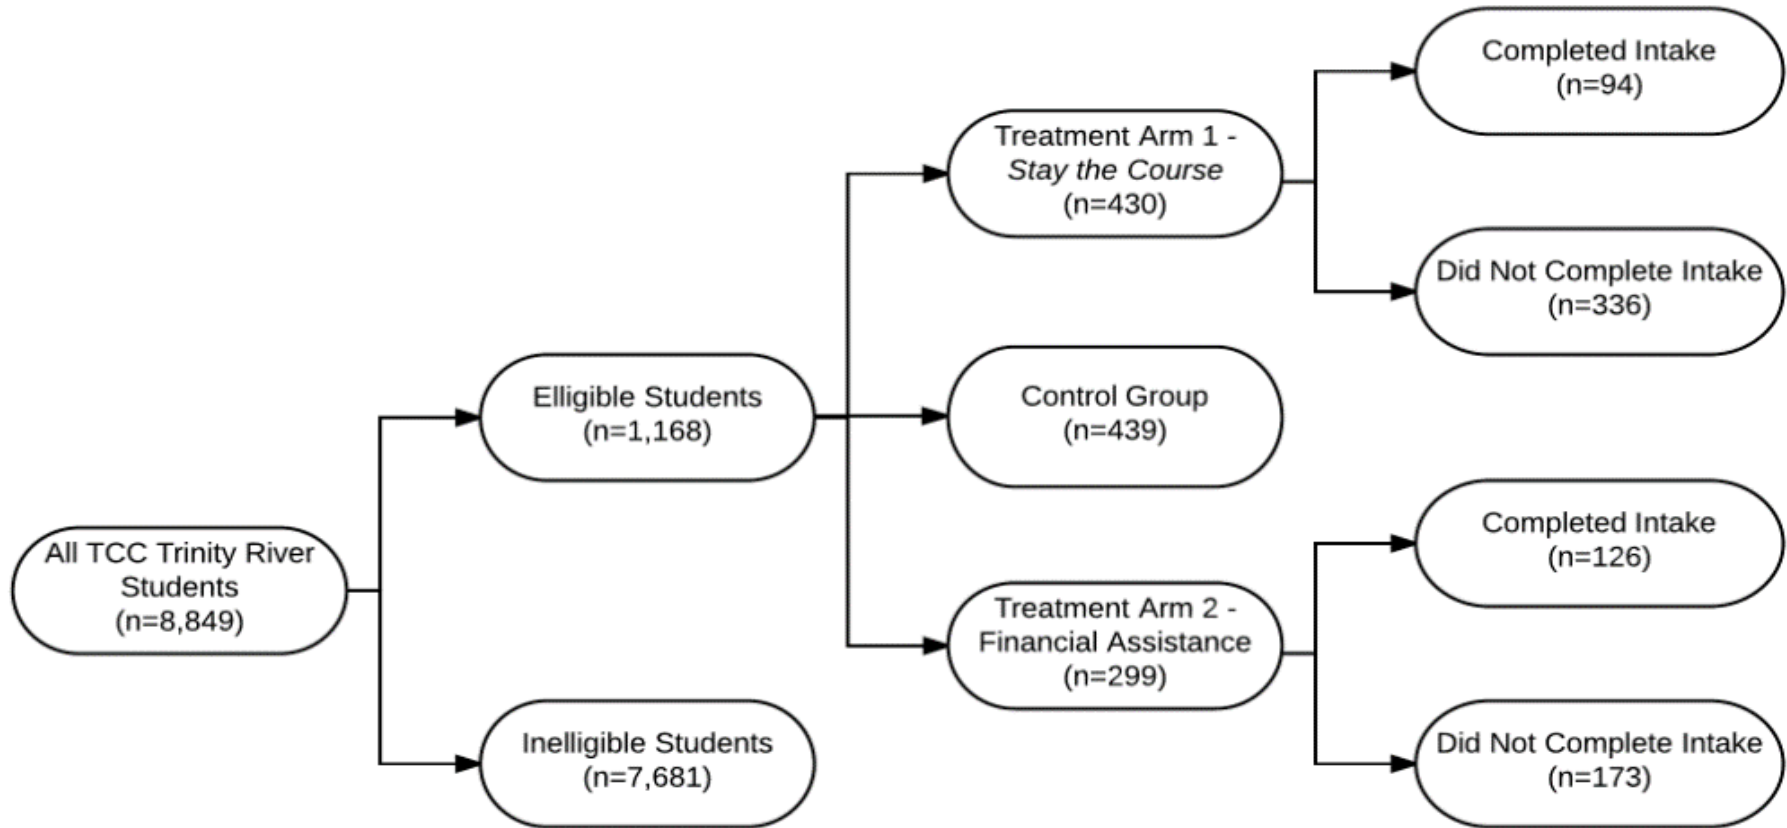 All TCC Trinity River
Students
(n=8,849)
Elligible Students
(n=1,168)
Inelligible Students
(n=7,681)
Treatment Arm 1 -
Stay the Course
(n=430)
Control Group
(n=439)
Treatment Arm 2 -
Financial Assistance
(n=299)
Completed Intake
(n=94)
Did Not Complete Intake
(n=336)
Completed Intake
(n=126)
Did Not Complete Intake
(n=173)